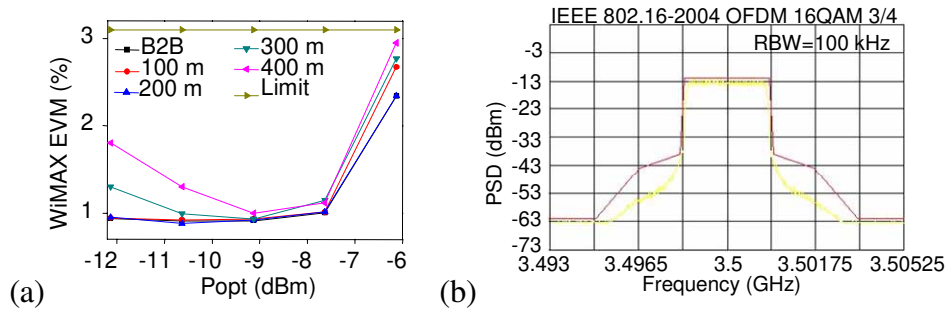 3
2
1
WiMAX EVM (%)
B2B
100 m
200 m
300 m
400 m
Limit
-12 -11 -10 -9 -8 -7 -6
Popt (dBm)
(a)
IEEE 802.16-2004 OFDM 16QAM 3/4
RBW=100 kHz
-3
-13
-23
-33
-43
-53
-63
-73
PSD (dBm)
3.493 3.4965 3.5 3.50175 3.50525
Frequency (GHz)
(b)